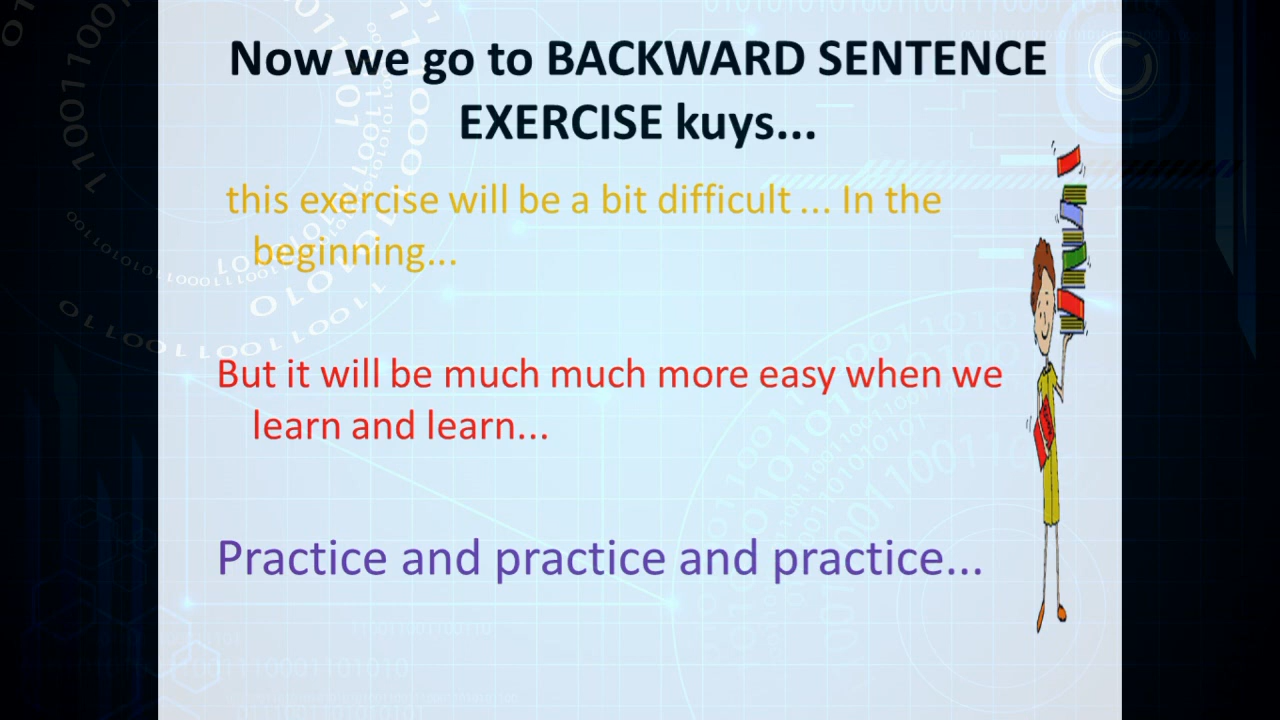 Now we go to BACKWARD SENTENCE
EXERCISE kuys...
this exercise will be a bit difficult ... In the
beginning...
But it will be much much more easy when we
learn and learn...
Practice and practice and practice...